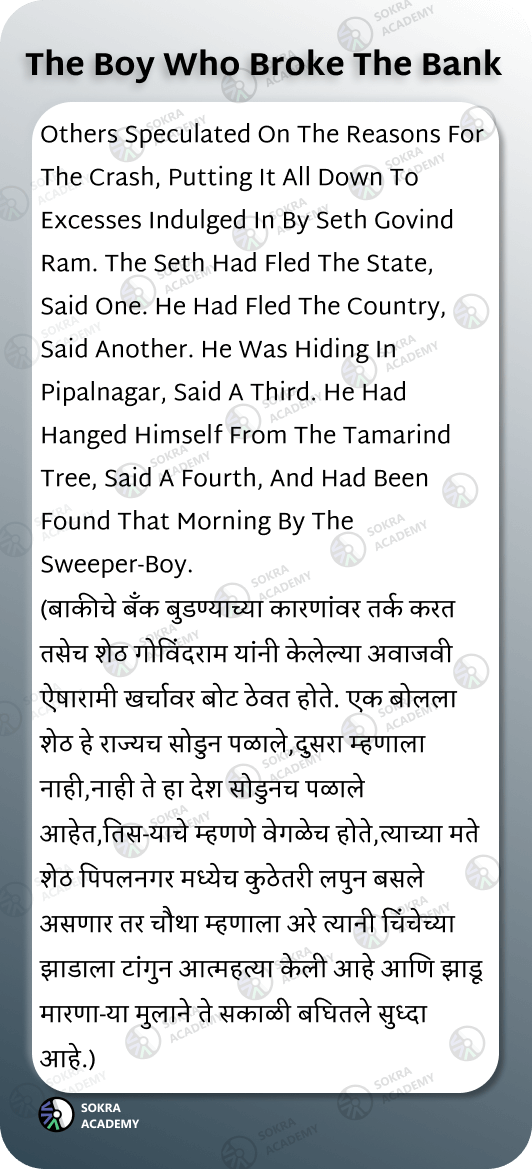 The Boy Who Broke The Bank
Others Speculated On The Reasons For
The Crash, Putting It All Down To
Excesses Indulged In By Seth Govind
Ram. The Seth Had Fled The State,
Said One. He Had Fled The Country,
Said Another. He Was Hiding In
Pipalnagar, Said A Third. He Had
Hanged Himself From The Tamarind
Tree, Said A Fourth, And Had Been
Found That Morning By The
Sweeper-Boy.
(बाकीचे बँक बुडण्याच्या कारणांवर तर्क करत
तसेच शेठ गोविंदराम यांनी केलेल्या अवाजवी
ऐषारामी खर्चावर बोट ठेवत होते. एक बोलला
शेठ हे राज्यच सोडुन पळाले,दुसरा म्हणाला
नाही,नाही ते हा देश सोडुनच पळाले
आहेत,तिस-याचे म्हणणे वेगळेच होते,त्याच्या मते
शेठ पिपलनगर मध्येच कुठेतरी लपुन बसले
असणार तर चौथा म्हणाला अरे त्यानी चिंचेच्या
झाडाला टांगुन आत्महत्या केली आहे आणि झाडू
मारणा-या मुलाने ते सकाळी बघितले सुध्दा
आहे.)
SOKRA
ACADEMY